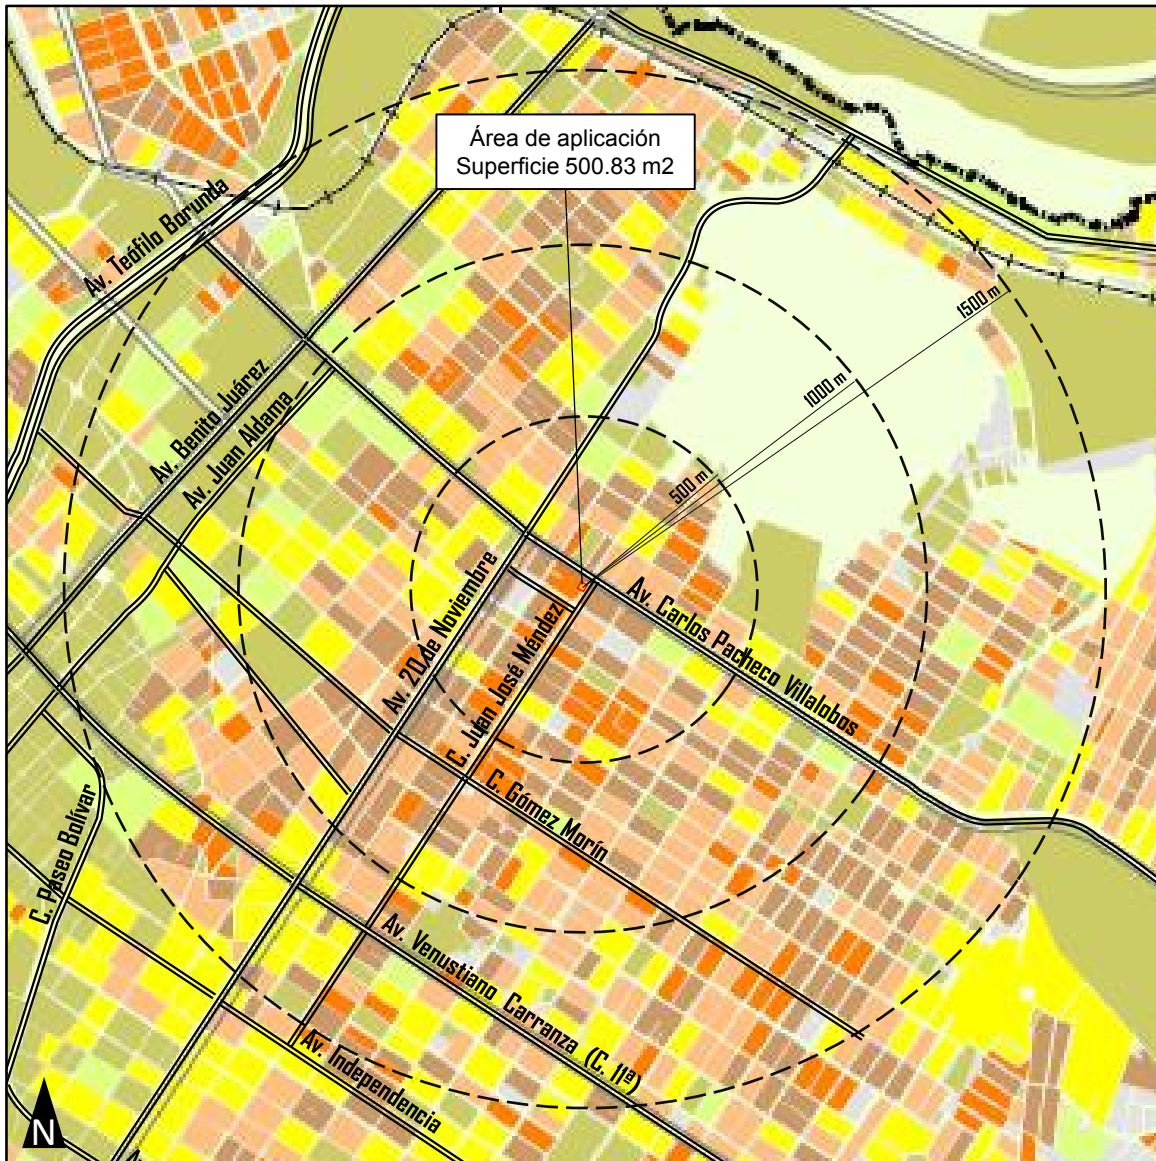 Área de aplicación
Superficie 500.83 m2
Av. Teófilo Borunda
1500 m
1000 m
Av. Benito Juárez
Av. Juan Aldama
500 m
Av. 20 de Noviembre
C. Juan José Méndez
Av. Carlos Pacheco Villalobos
C. Gómez Morín
C. Paseo Bolívar
Av. Venustiano Carranza (C. 11ª)
Av. Independencia
N